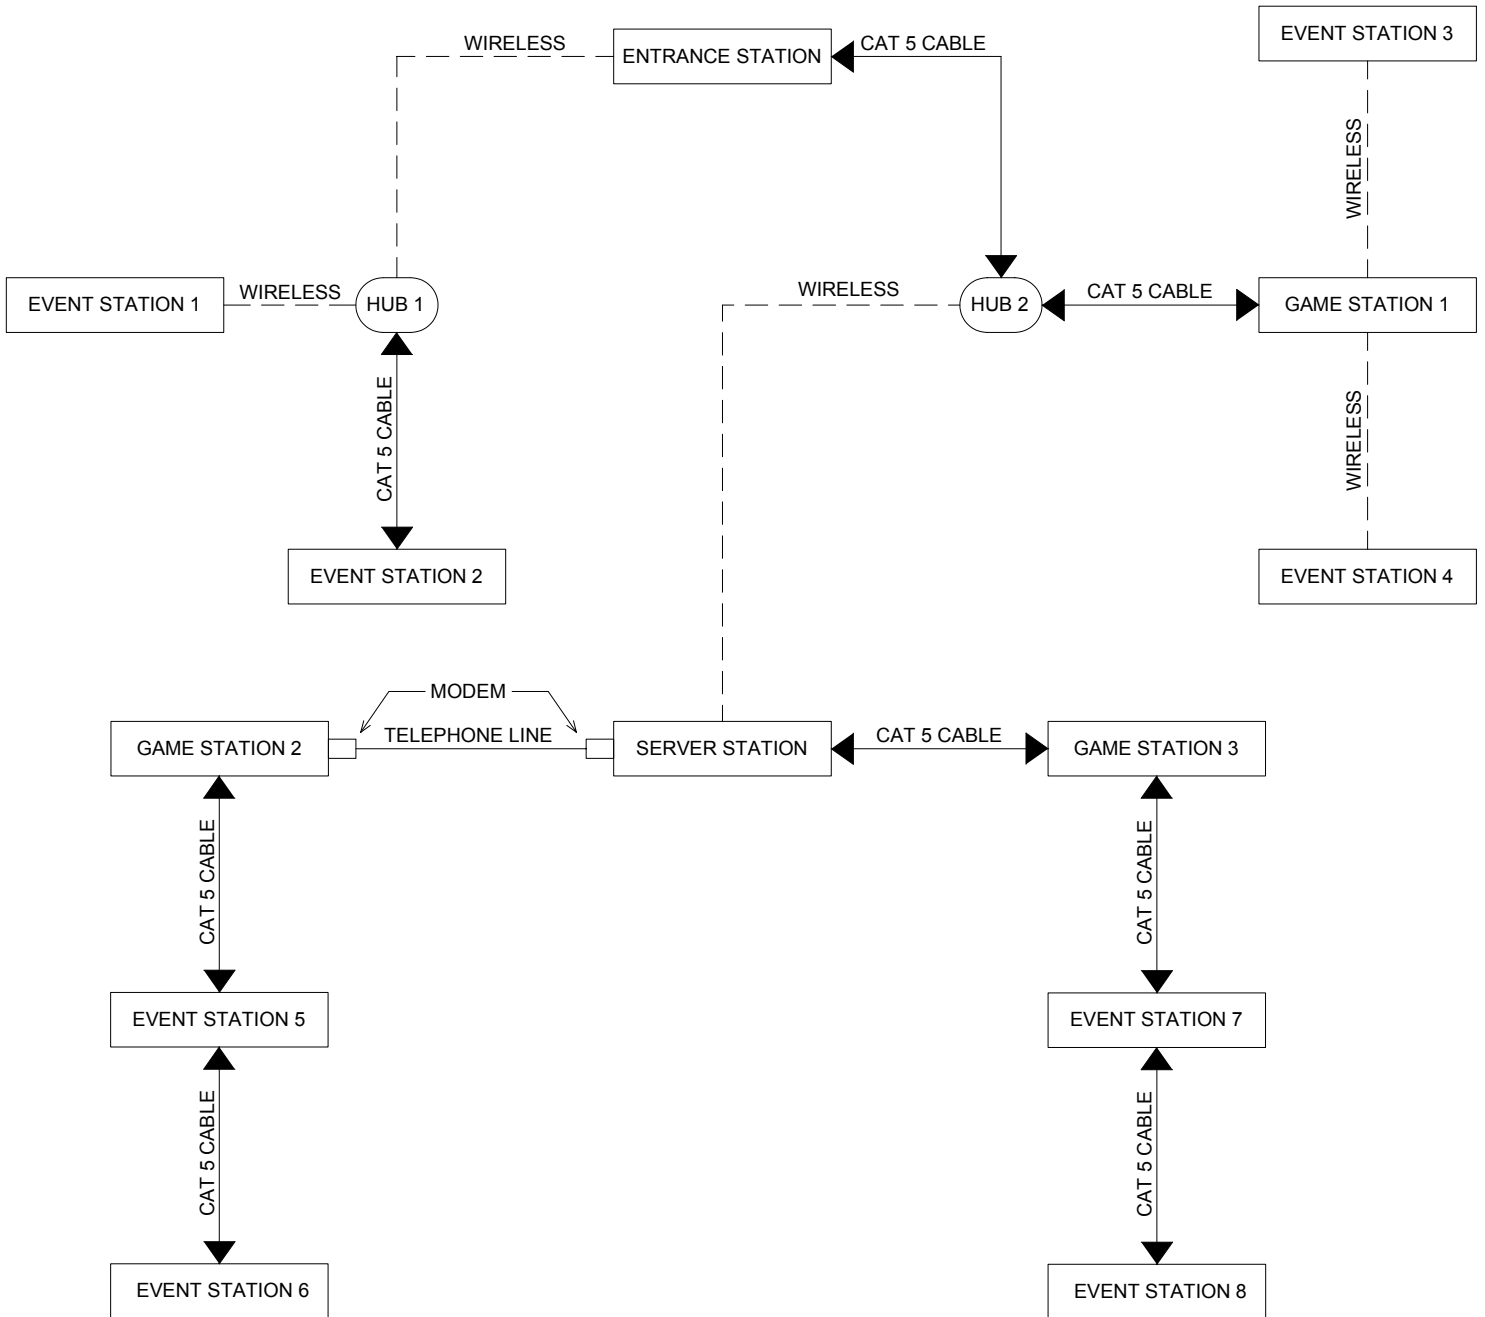 EVENT STATION 3
WIRELESS
ENTRANCE STATION
CAT 5 CABLE
WIRELESS
EVENT STATION 1
WIRELESS
HUB 1
WIRELESS
HUB 2
CAT 5 CABLE
GAME STATION 1
CAT 5 CABLE
WIRELESS
EVENT STATION 2
EVENT STATION 4
MODEM
GAME STATION 2
TELEPHONE LINE
SERVER STATION
CAT 5 CABLE
GAME STATION 3
CAT 5 CABLE
CAT 5 CABLE
EVENT STATION 5
EVENT STATION 7
CAT 5 CABLE
CAT 5 CABLE
EVENT STATION 6
EVENT STATION 8